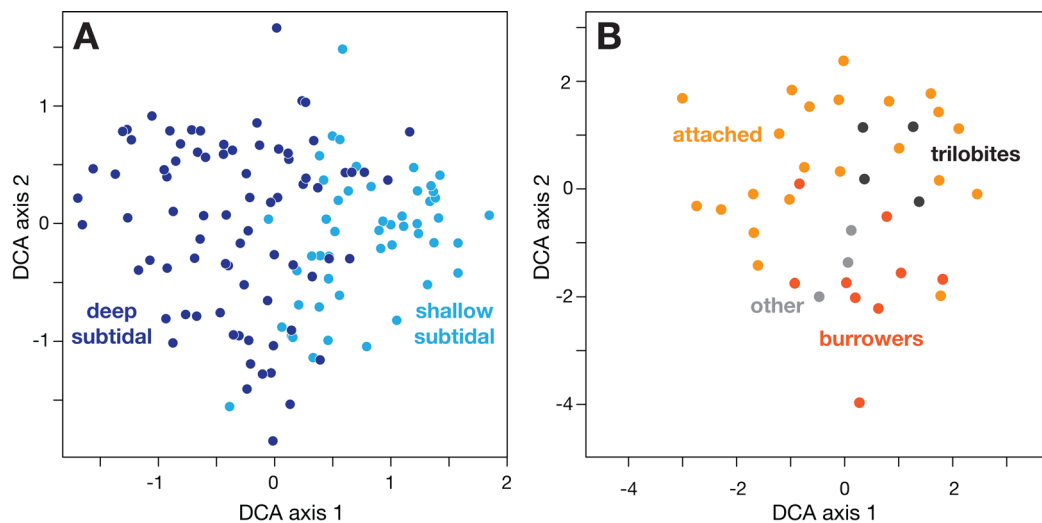 A
DCA axis 2
1
0
-1
deep
subtidal
shallow
subtidal
-1
0
1
2
DCA axis 1
B
DCA axis 2
2
0
-2
-4
attached
trilobites
other
burrowers
-4
-2
0
2
DCA axis 1